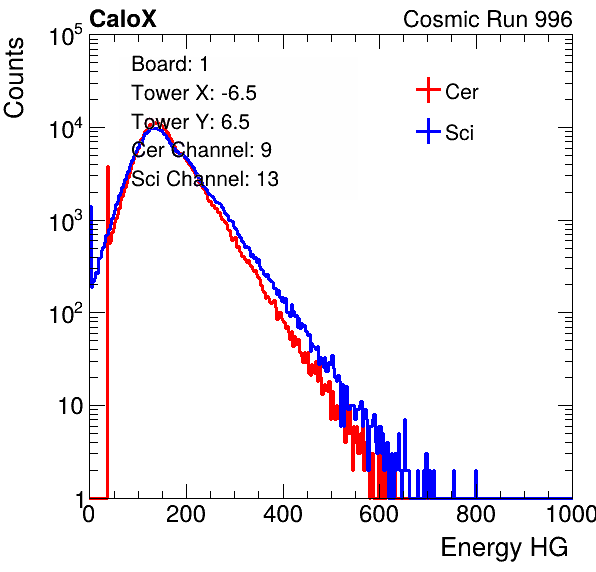 CaloX Cosmic Run 996
Counts
10^5
10^4
10^3
10^2
10
1
Board: 1
Tower X: -6.5
Tower Y: 6.5
Cer Channel: 9
Sci Channel: 13
Cer
Sci
0 200 400 600 800 1000
Energy HG